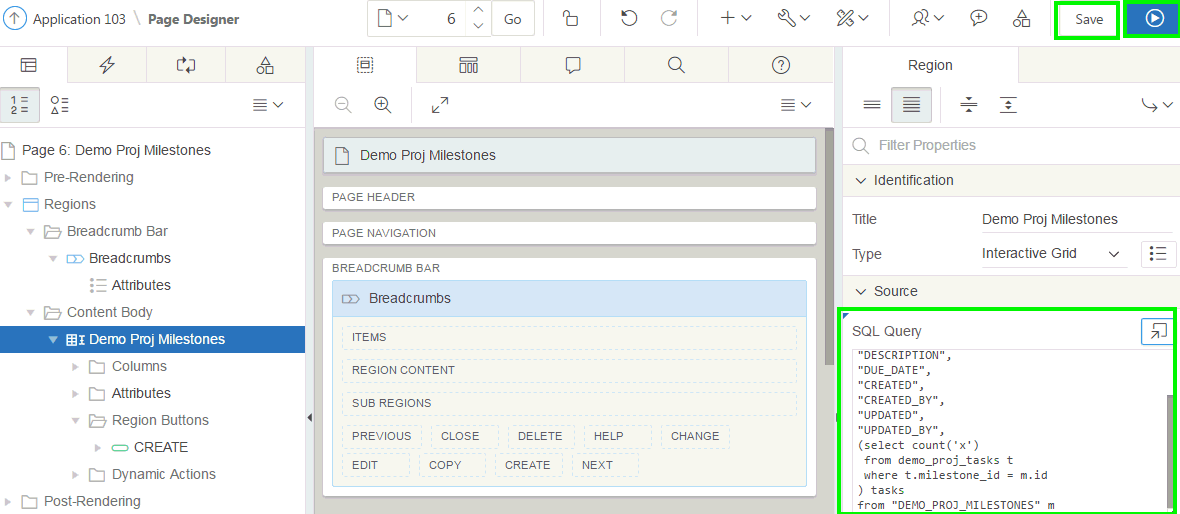 Application 103 \ Page Designer
6
Go
Save
Region
1
2
Page 6: Demo Proj Milestones
Pre-Rendering
Regions
Breadcrumb Bar
Breadcrumbs
Attributes
Content Body
Demo Proj Milestones
Columns
Attributes
Region Buttons
CREATE
Dynamic Actions
Post-Rendering
Demo Proj Milestones
PAGE HEADER
PAGE NAVIGATION
BREADCRUMB BAR
Breadcrumbs
ITEMS
REGION CONTENT
SUB REGIONS
PREVIOUS CLOSE DELETE HELP CHANGE
EDIT COPY CREATE NEXT
Filter Properties
Identification
Title Demo Proj Milestones
Type Interactive Grid
Source
SQL Query
"DESCRIPTION",
"DUE_DATE",
"CREATED",
"CREATED_BY",
"UPDATED",
"UPDATED_BY",
(select count('x')
from demo_proj_tasks t
where t.milestone_id = m.id
) tasks
from "DEMO_PROJ_MILESTONES" m